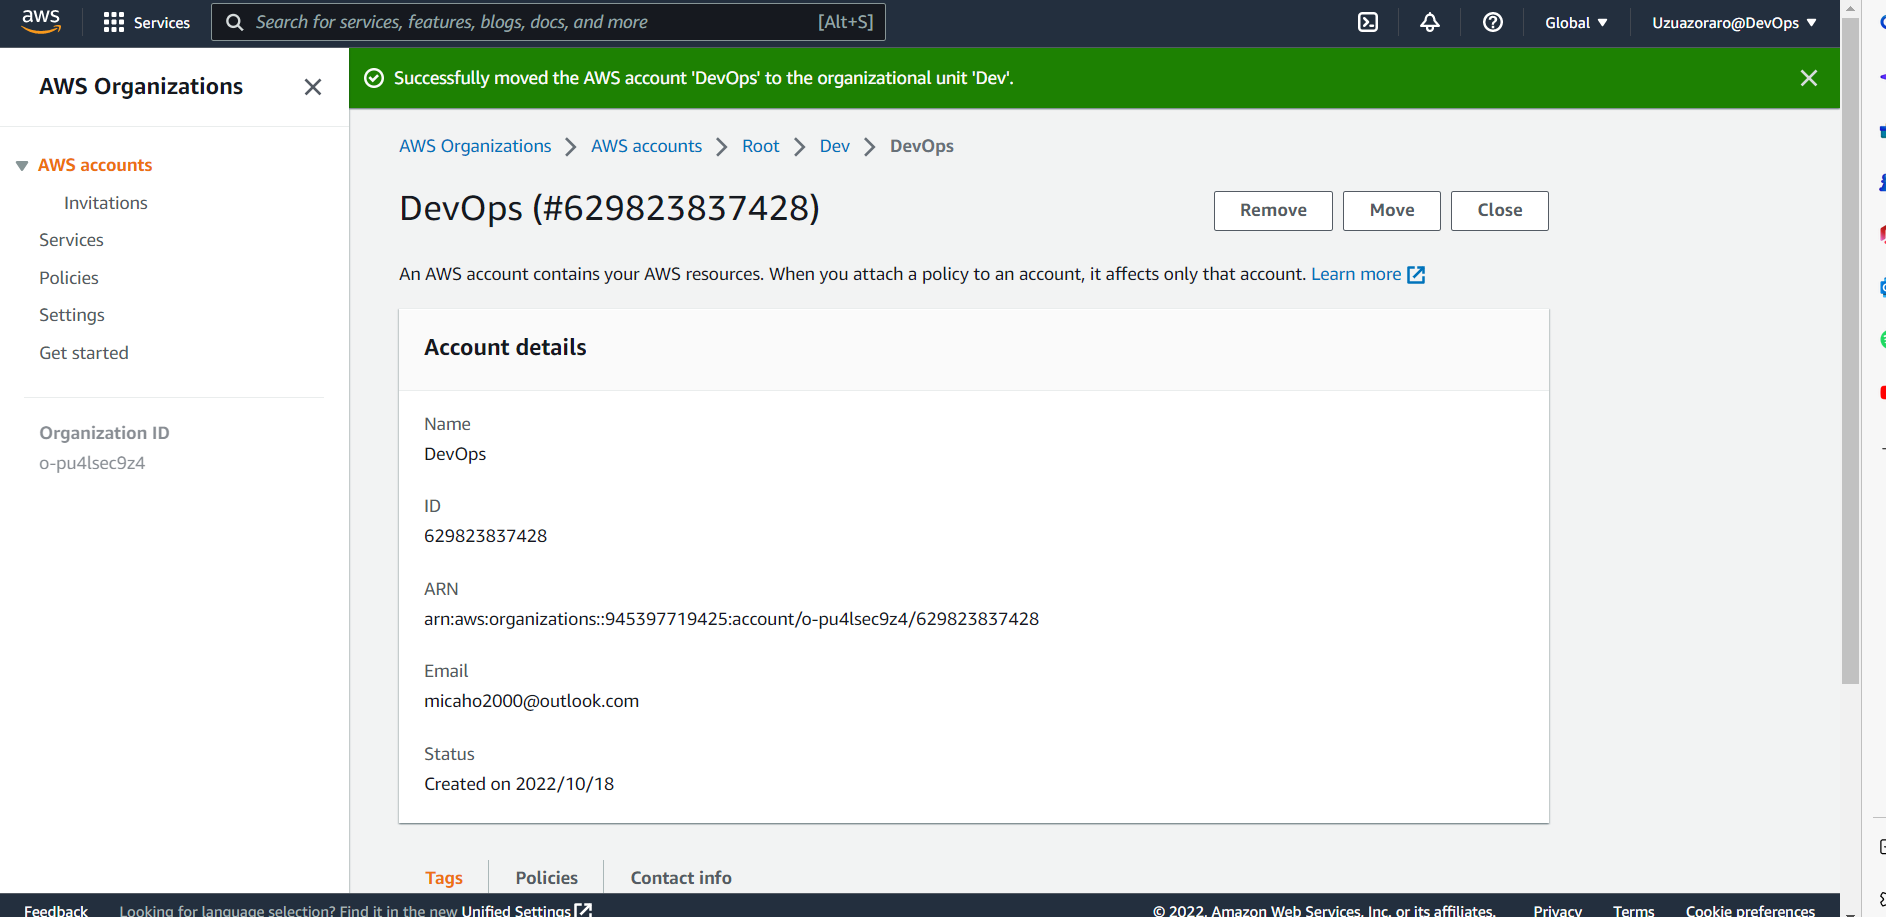 aws
Services
Search for services, features, blogs, docs, and more
[Alt+S]
Global
Uzuazoraro@DevOps
AWS Organizations
AWS accounts
Invitations
Services
Policies
Settings
Get started
Organization ID
o-pu4lsec9z4
Successfully moved the AWS account 'DevOps' to the organizational unit 'Dev'.
AWS Organizations > AWS accounts > Root > Dev > DevOps
DevOps (#629823837428)
Remove
Move
Close
An AWS account contains your AWS resources. When you attach a policy to an account, it affects only that account. Learn more
Account details
Name
DevOps
ID
629823837428
ARN
arn:aws:organizations::945397719425:account/o-pu4lsec9z4/629823837428
Email
micaho2000@outlook.com
Status
Created on 2022/10/18
Tags
Policies
Contact info
Feedback
Looking for language selection? Find it in the new Unified Settings
© 2022, Amazon Web Services, Inc. or its affiliates.
Privacy
Terms
Cookie preferences